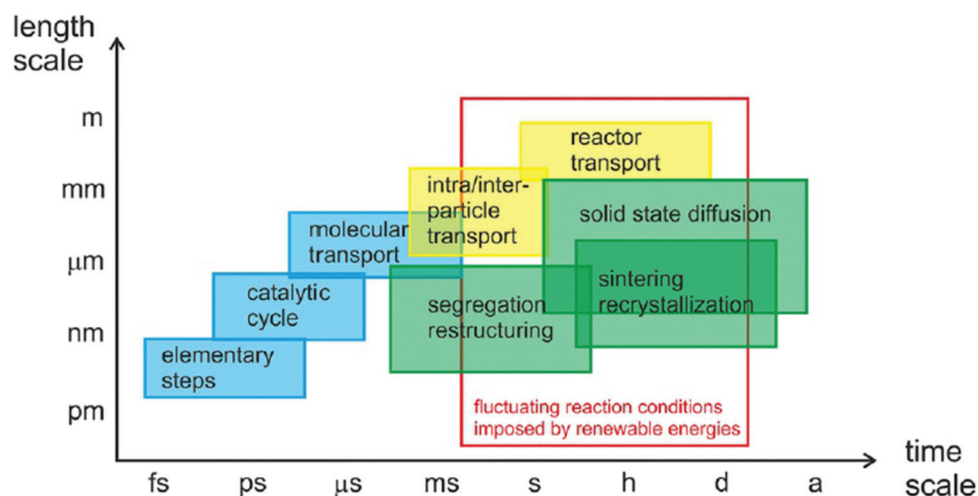 length
scale
m
mm
μm
nm
pm
reactor
transport
intra/inter-
particle
transport
solid state diffusion
molecular
transport
sintering
recrystallization
catalytic
cycle
segregation
restructuring
elementary
steps
fluctuating reaction conditions
imposed by renewable energies
fs
ps
μs
ms
s
h
d
a
time
scale